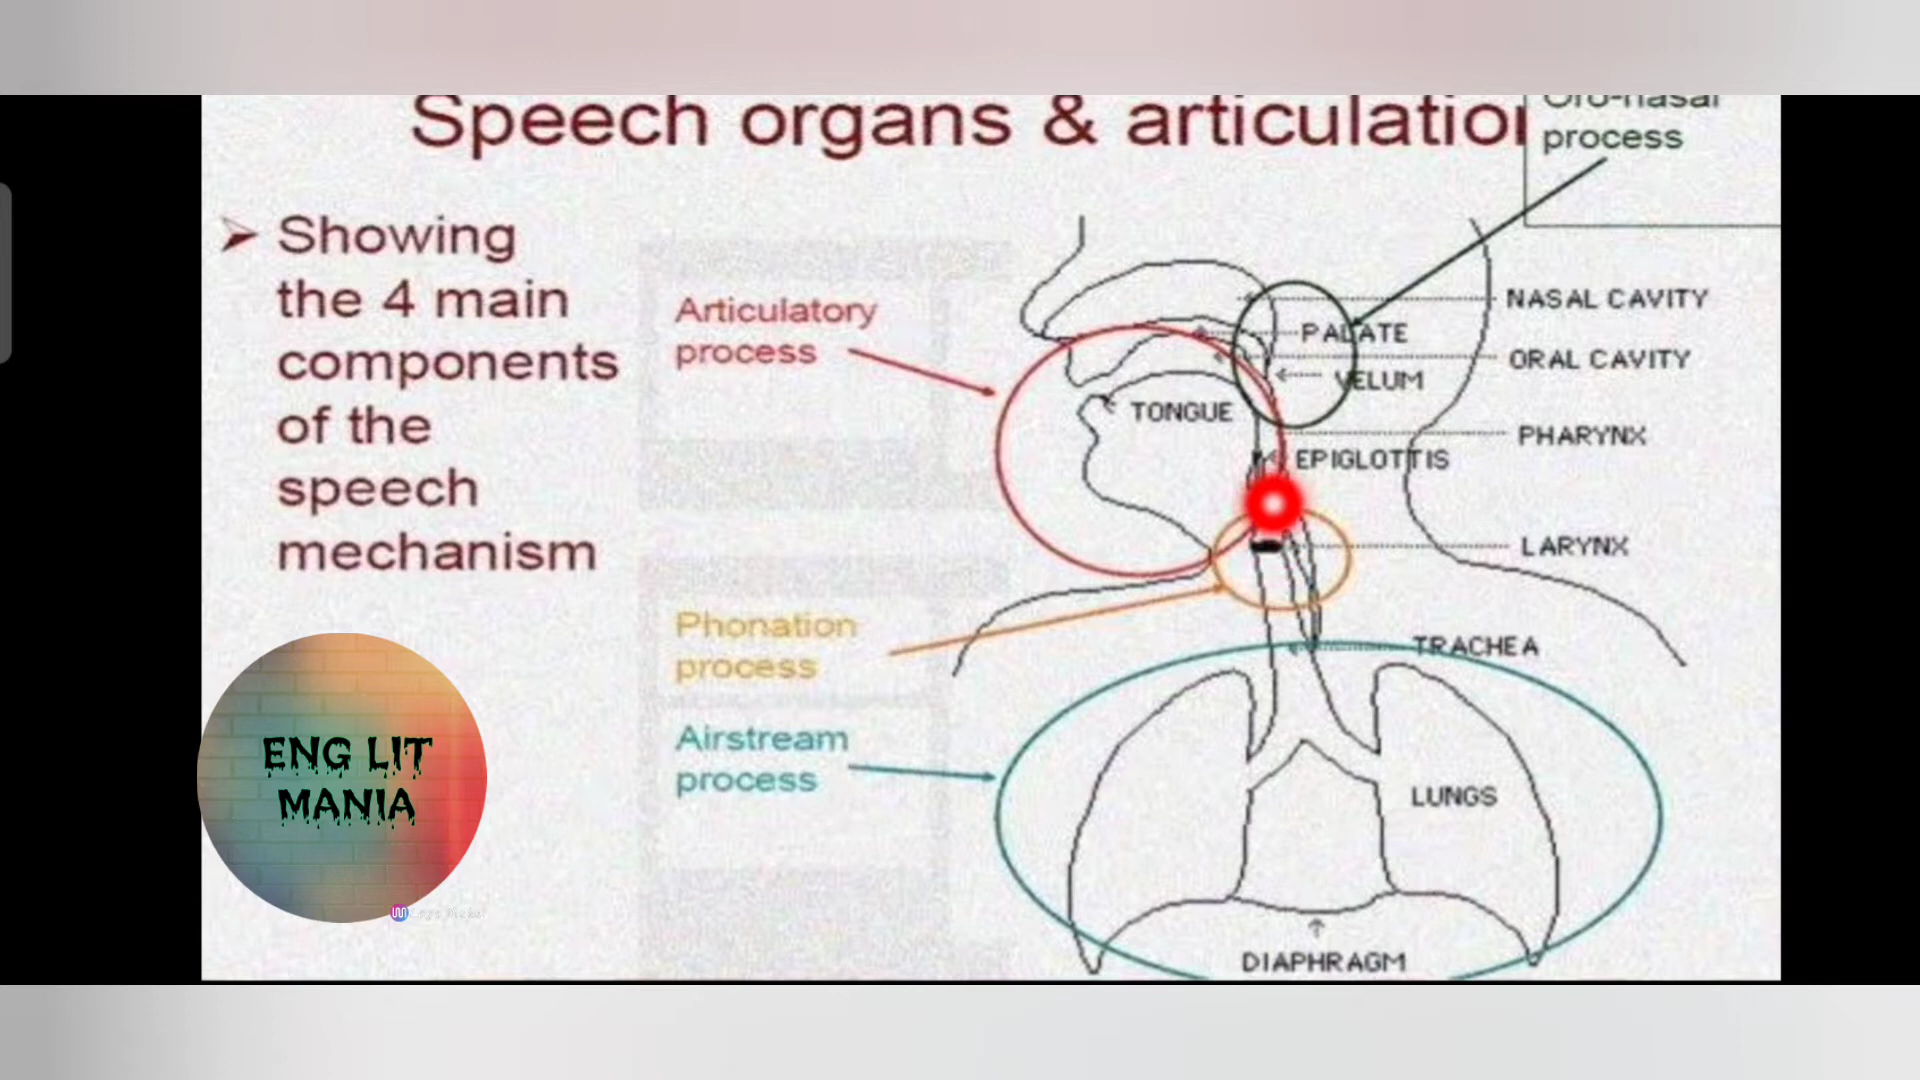 Speech organs & articulation
Oro-nasal
process
Showing
the 4 main
components
of the
speech
mechanism
Articulatory
process
Phonation
process
Airstream
process
NASAL CAVITY
PALATE
ORAL CAVITY
VELUM
TONGUE
PHARYNX
EPIGLOTTIS
LARYNX
TRACHEA
LUNGS
DIAPHRAGM
ENG LIT
MANIA